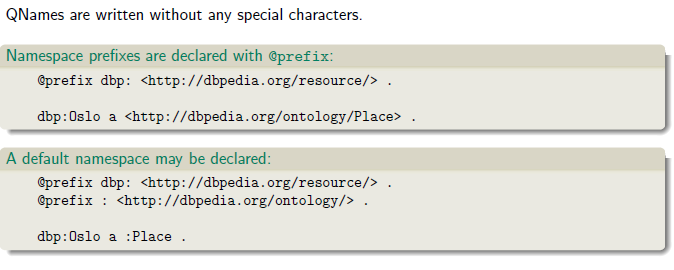 QNames are written without any special characters.
Namespace prefixes are declared with @prefix:
@prefix dbp: <http://dbpedia.org/resource/> .
dbp:Oslo a <http://dbpedia.org/ontology/Place> .
A default namespace may be declared:
@prefix dbp: <http://dbpedia.org/resource/> .
@prefix : <http://dbpedia.org/ontology/> .
dbp:Oslo a :Place .